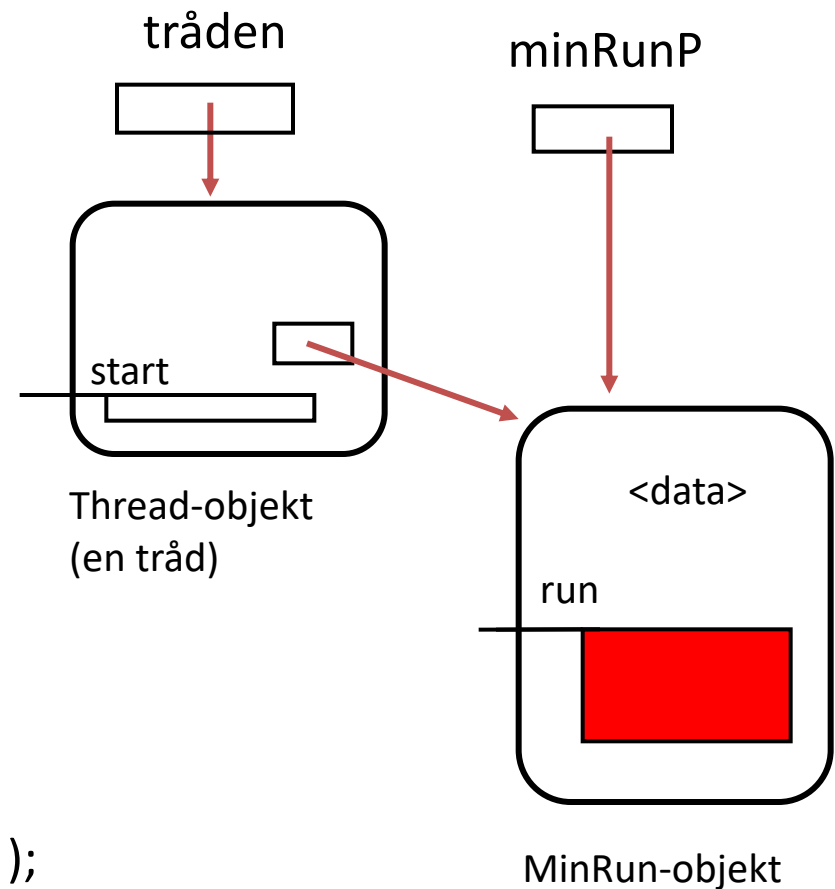 tråden
minRunP
start
Thread-objekt
(en tråd)
<data>
run
);
MinRun-objekt